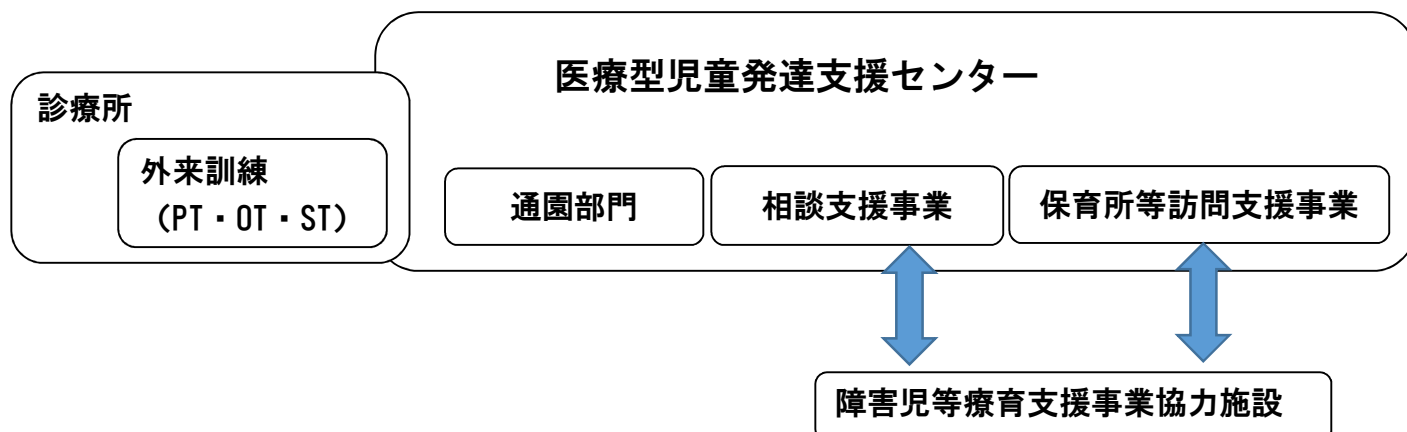 医療型児童発達支援センター
診療所
外来訓練
（PT・OT・ST）
通園部門
相談支援事業
保育所等訪問支援事業
障害児等療育支援事業協力施設